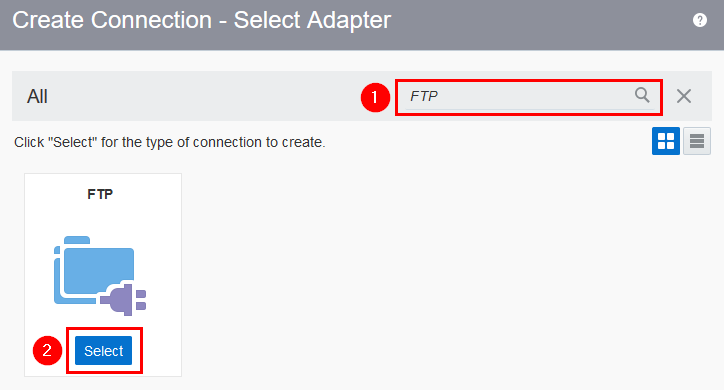 Create Connection - Select Adapter
?
All
1
FTP
Click "Select" for the type of connection to create.
FTP
2
Select